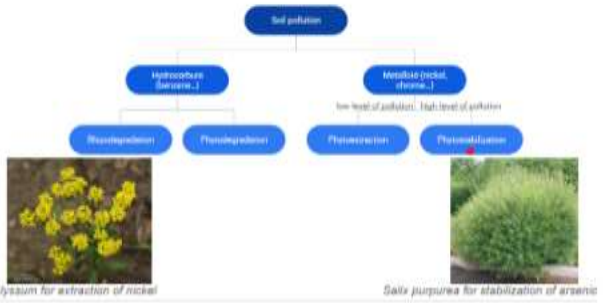 Soil pollution
Hydrocarbure
(benzene...)
Metalloid (nickel,
chrome...)
low level of pollution
high level of pollution
Rhizodegradation
Phytodegradation
Phytoextraction
Phytostabilization
lyssum for extraction of nickel
Salix purpurea for stabilization of arsenic